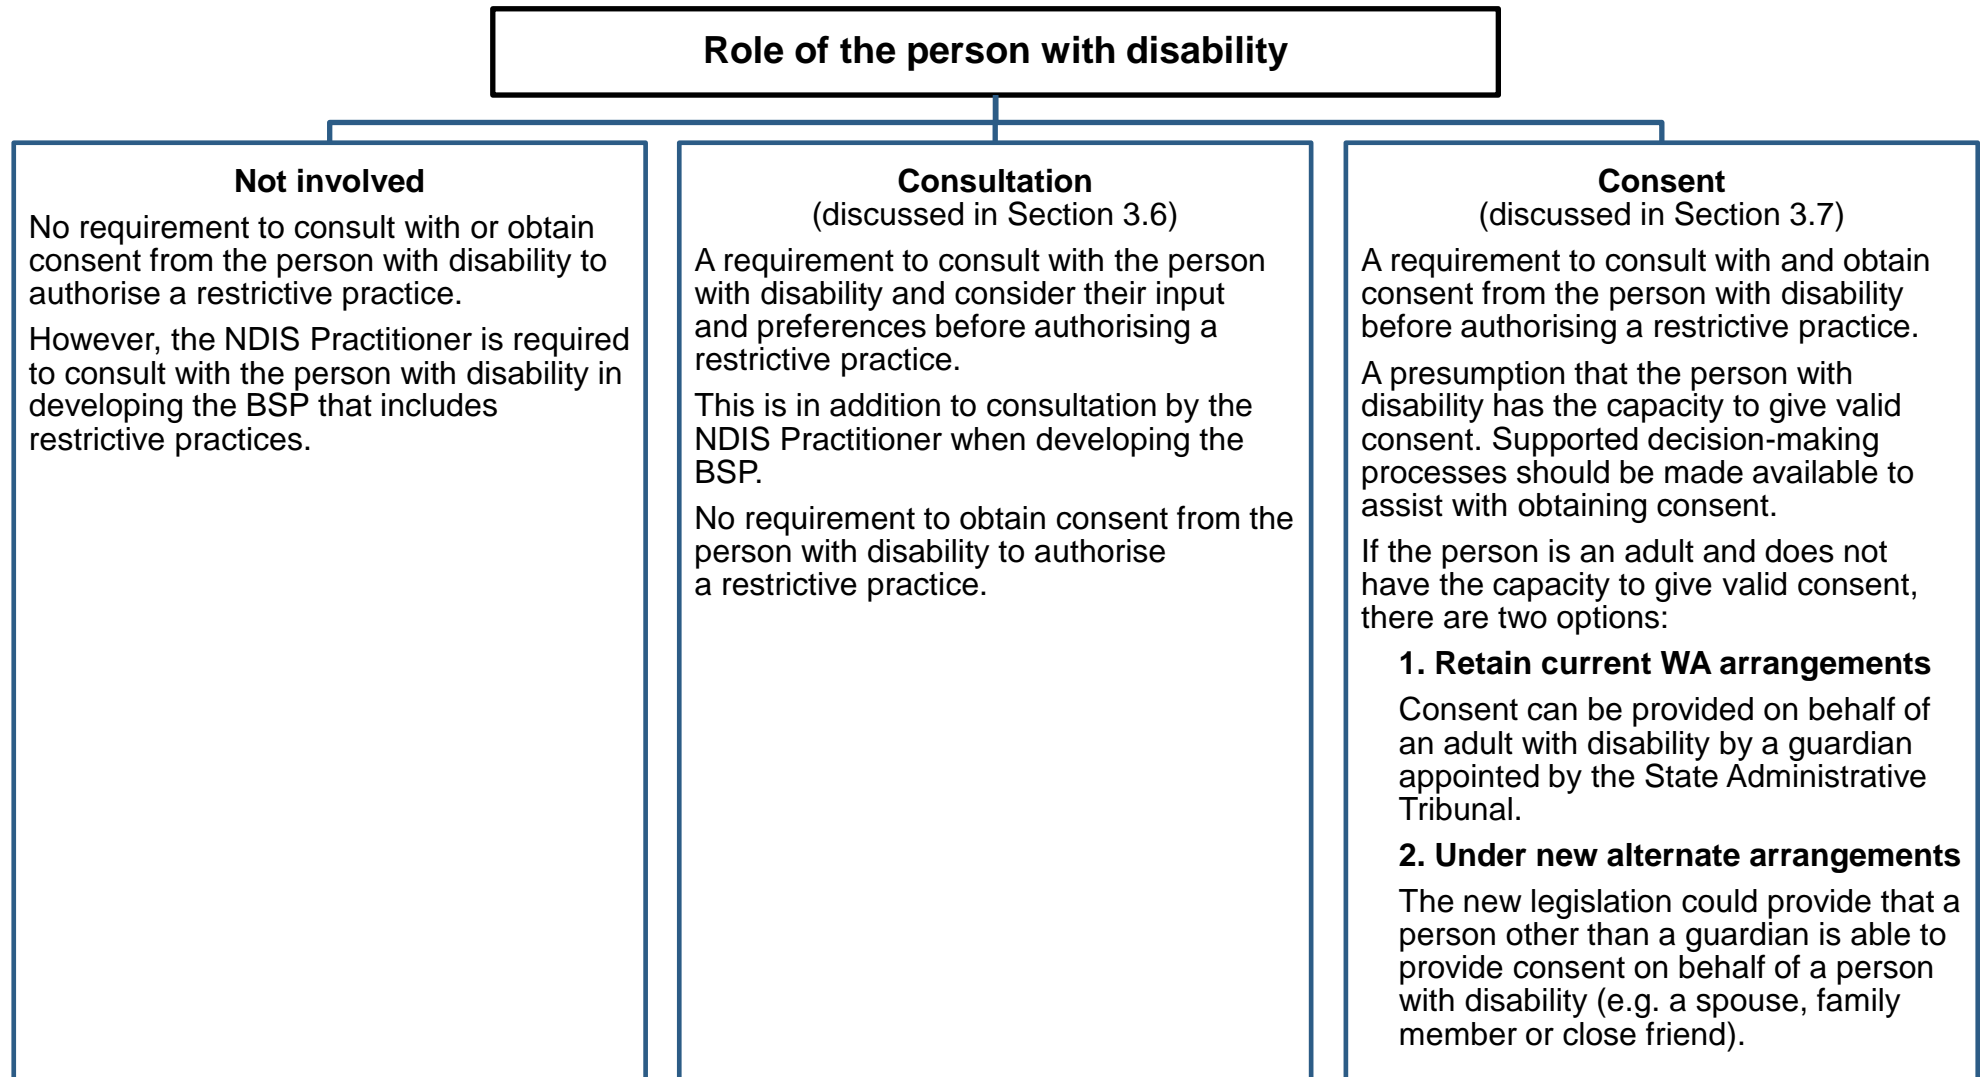 Role of the person with disability
Not involved
No requirement to consult with or obtain
consent from the person with disability to
authorise a restrictive practice.
However, the NDIS Practitioner is required
to consult with the person with disability in
developing the BSP that includes
restrictive practices.
Consultation
(discussed in Section 3.6)
A requirement to consult with the person
with disability and consider their input
and preferences before authorising a
restrictive practice.
This is in addition to consultation by the
NDIS Practitioner when developing the
BSP.
No requirement to obtain consent from the
person with disability to authorise
a restrictive practice.
Consent
(discussed in Section 3.7)
A requirement to consult with and obtain
consent from the person with disability
before authorising a restrictive practice.
A presumption that the person with
disability has the capacity to give valid
consent. Supported decision-making
processes should be made available to
assist with obtaining consent.
If the person is an adult and does not
have the capacity to give valid consent,
there are two options:
1. Retain current WA arrangements
Consent can be provided on behalf of
an adult with disability by a guardian
appointed by the State Administrative
Tribunal.
2. Under new alternate arrangements
The new legislation could provide that a
person other than a guardian is able to
provide consent on behalf of a person
with disability (e.g. a spouse, family
member or close friend).